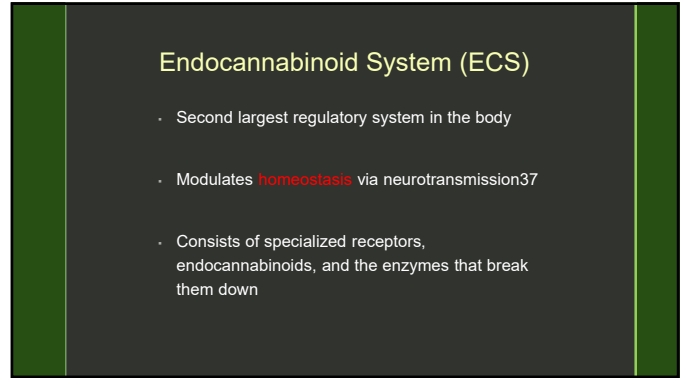 Endocannabinoid System (ECS)
▪ Second largest regulatory system in the body
▪ Modulates homeostasis via neurotransmission37
▪ Consists of specialized receptors,
endocannabinoids, and the enzymes that break
them down